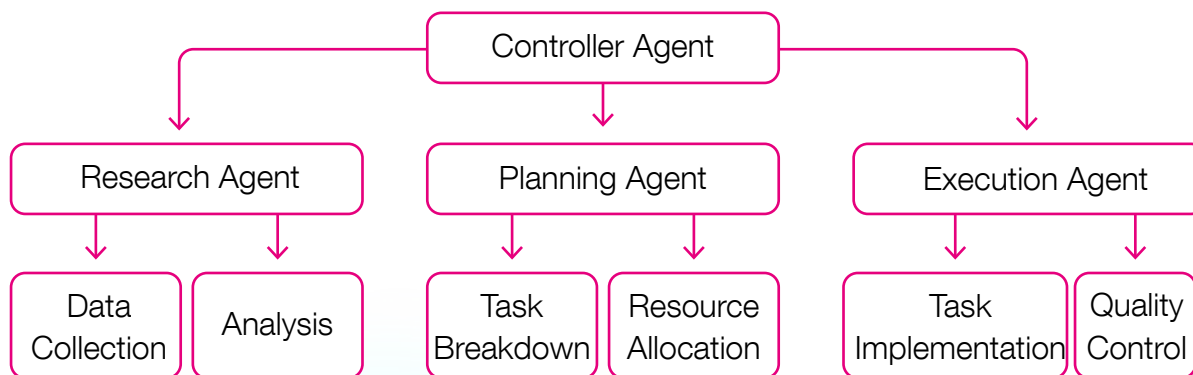 Controller Agent
Research Agent
Planning Agent
Execution Agent
Data
Collection
Analysis
Task
Breakdown
Resource
Allocation
Task
Implementation
Quality
Control